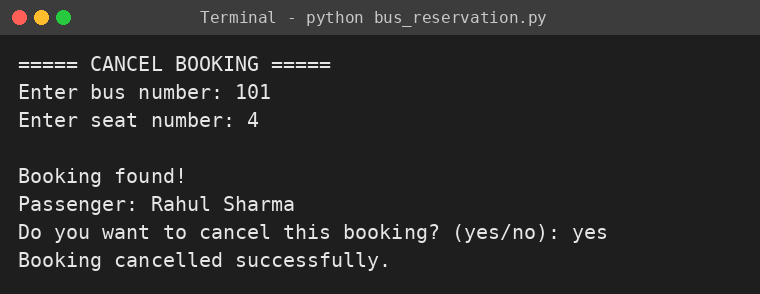 Terminal - python bus_reservation.py
===== CANCEL BOOKING =====
Enter bus number: 101
Enter seat number: 4
Booking found!
Passenger: Rahul Sharma
Do you want to cancel this booking? (yes/no): yes
Booking cancelled successfully.